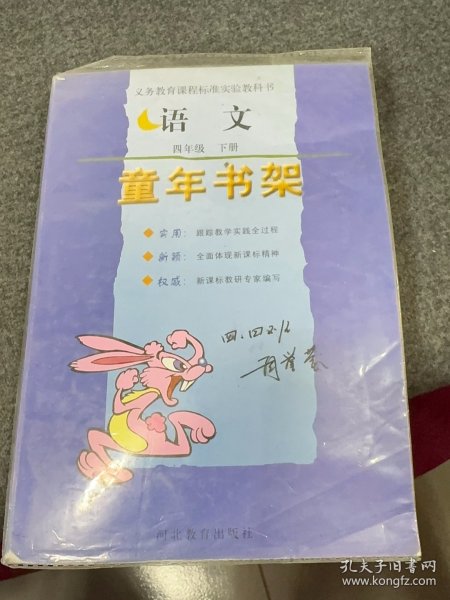 义务教育课程标准实验教科书
语文
四年级 下册
童年书架
◆ 实用：跟踪教学实践全过程
◆ 新颖：全面体现新课标精神
◆ 权威：新课标教研专家编写
四.四班
河北教育出版社
孔夫子旧书网
www.kongfz.com